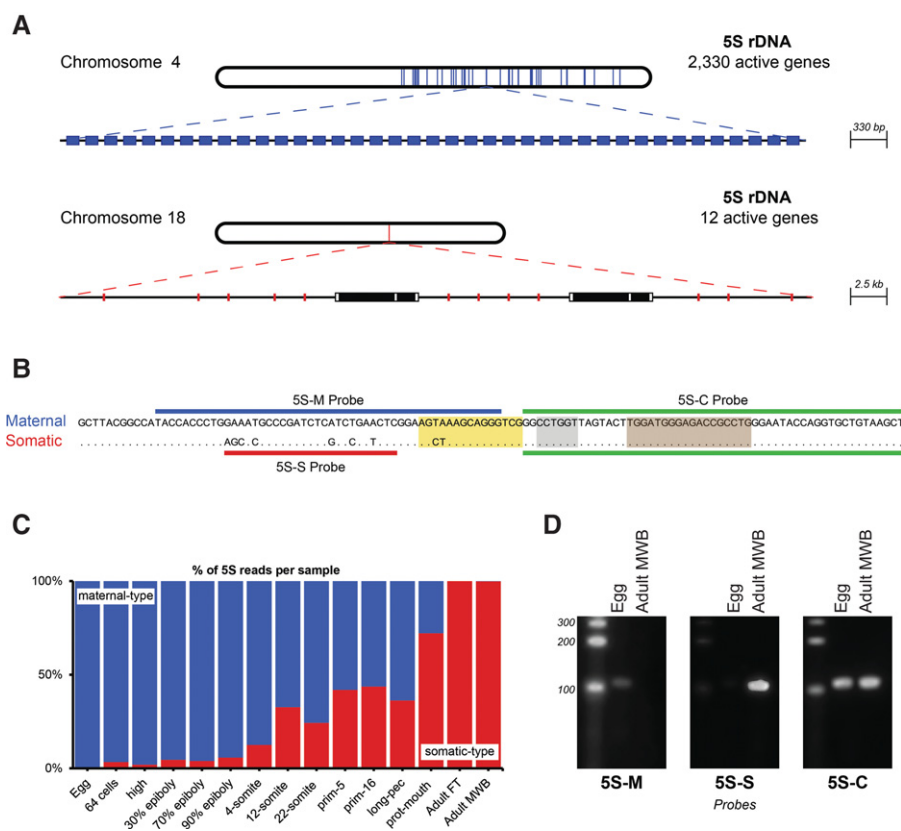 A
Chromosome 4
5S rDNA
2,330 active genes
330 bp
Chromosome 18
5S rDNA
12 active genes
2.5 kb
B
5S-M Probe
5S-C Probe
Maternal
GCTTACGGCCATACCACCCTGGAAATGCCCGATCTCATCTGAACTCGGAAGTAAAGCAGGGTCGGGCCTGGTTAGTACTTGGATGGGAGACCGCCTGGGAATACCAGGTGCTGTAAGCT
Somatic
AGC.C
G.C.T
CT
5S-S Probe
C
% of 5S reads per sample
100%
50%
0%
maternal-type
somatic-type
Egg
64 cells
high
30% epiboly
70% epiboly
90% epiboly
4-somite
12-somite
22-somite
prim-5
prim-16
long-pec
prot-mouth
Adult FT
Adult MWB
D
Egg
Adult MWB
Egg
Adult MWB
Egg
Adult MWB
300
200
100
5S-M
5S-S
5S-C
Probes